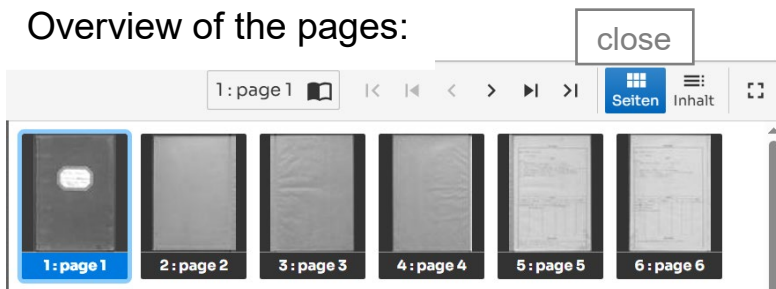 Overview of the pages:
close
1: page 1
Seiten
Inhalt
1: page 1
2: page 2
3: page 3
4: page 4
5: page 5
6: page 6